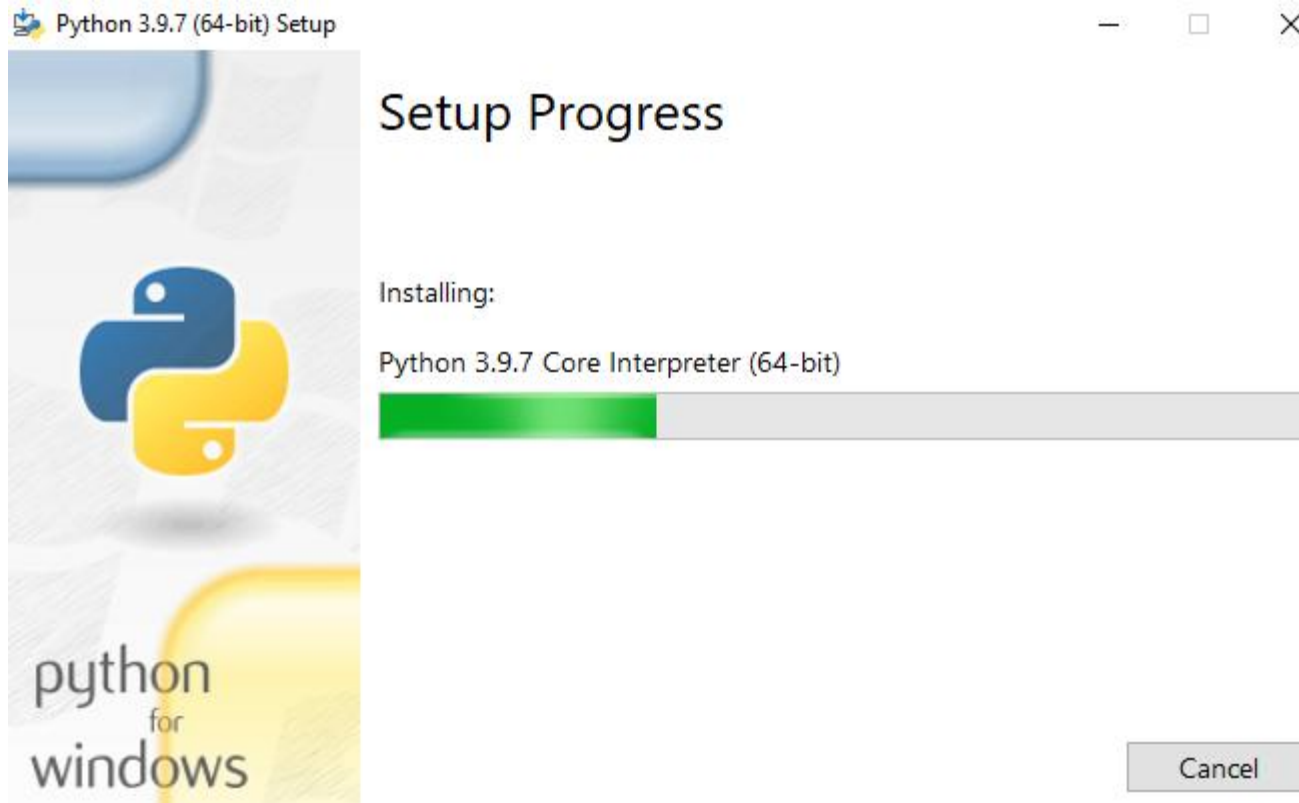 Python 3.9.7 (64-bit) Setup
Setup Progress
Installing:
Python 3.9.7 Core Interpreter (64-bit)
python
for
windows
Cancel